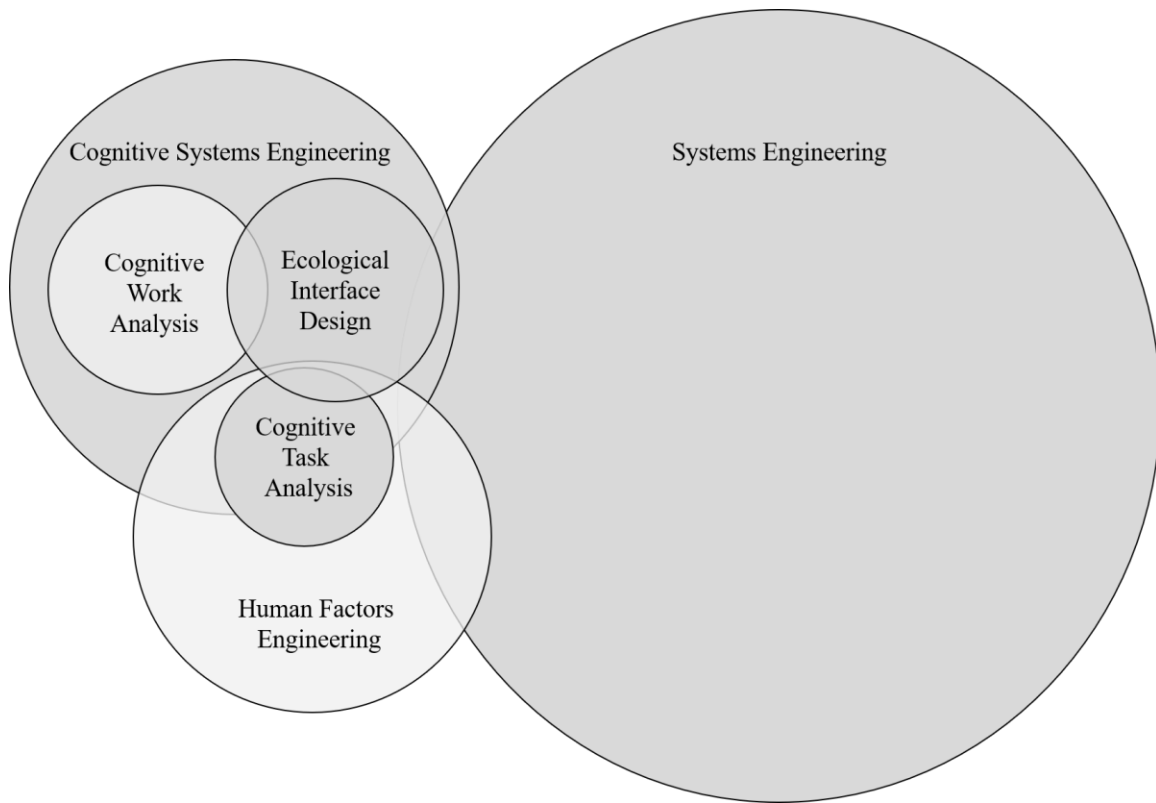 Cognitive Systems Engineering
Systems Engineering
Cognitive
Work
Analysis
Ecological
Interface
Design
Cognitive
Task
Analysis
Human Factors
Engineering